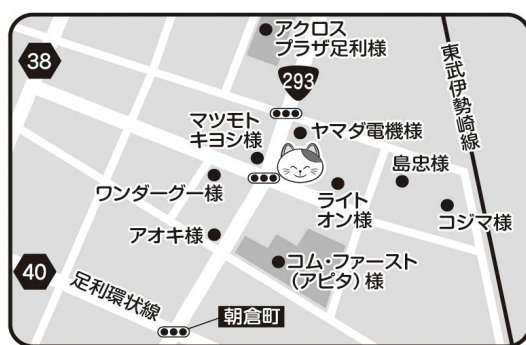 アクロス
プラザ足利様
38
293
東武伊勢崎線
マツモト
キヨシ様
ヤマダ電機様
島忠様
ワンダーグー様
ライト
オン様
コジマ様
アオキ様
コム・ファースト
(アピタ)様
40
足利環状線
朝倉町